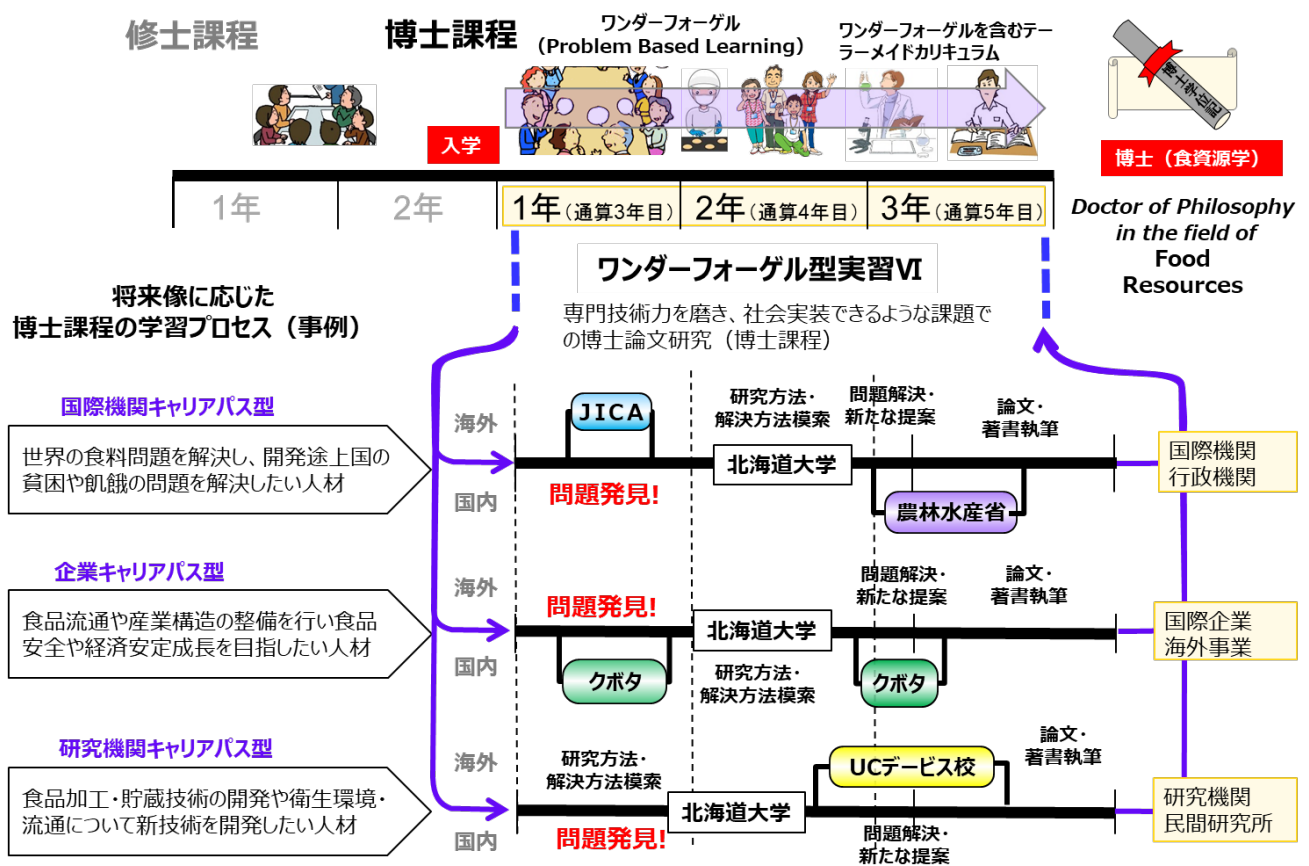 修士課程
博士課程
ワンダーフォーゲル
（Problem Based Learning）
ワンダーフォーゲルを含むテー
ラーメイドカリキュラム
入学
博士学位記
博士（食資源学）
1年
2年
1年（通算3年目）
2年（通算4年目）
3年（通算5年目）
Doctor of Philosophy
in the field of
Food
Resources
ワンダーフォーゲル型実習Ⅵ
専門技術力を磨き、社会実装できるような課題で
の博士論文研究（博士課程）
将来像に応じた
博士課程の学習プロセス（事例）
国際機関キャリアパス型
世界の食料問題を解決し、開発途上国の
貧困や飢餓の問題を解決したい人材
海外
国内
JICA
問題発見!
研究方法・
解決方法模索
北海道大学
問題解決・
新たな提案
農林水産省
論文・
著書執筆
国際機関
行政機関
企業キャリアパス型
食品流通や産業構造の整備を行い食品
安全や経済安定成長を目指したい人材
海外
国内
問題発見!
クボタ
北海道大学
研究方法・
解決方法模索
問題解決・
新たな提案
クボタ
論文・
著書執筆
国際企業
海外事業
研究機関キャリアパス型
食品加工・貯蔵技術の開発や衛生環境・
流通について新技術を開発したい人材
海外
国内
研究方法・
解決方法模索
問題発見!
北海道大学
UCデービス校
問題解決・
新たな提案
論文・
著書執筆
研究機関
民間研究所